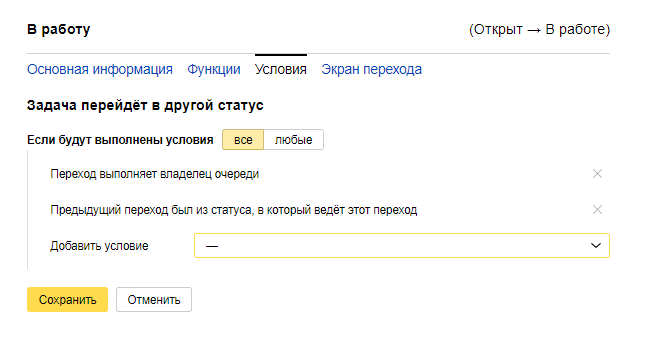 В работу (Открыт → В работе)
Основная информация Функции Условия Экран перехода
Задача перейдёт в другой статус
Если будут выполнены условия все любые
Переход выполняет владелец очереди
Предыдущий переход был из статуса, в который ведёт этот переход
Добавить условие —
Сохранить Отменить